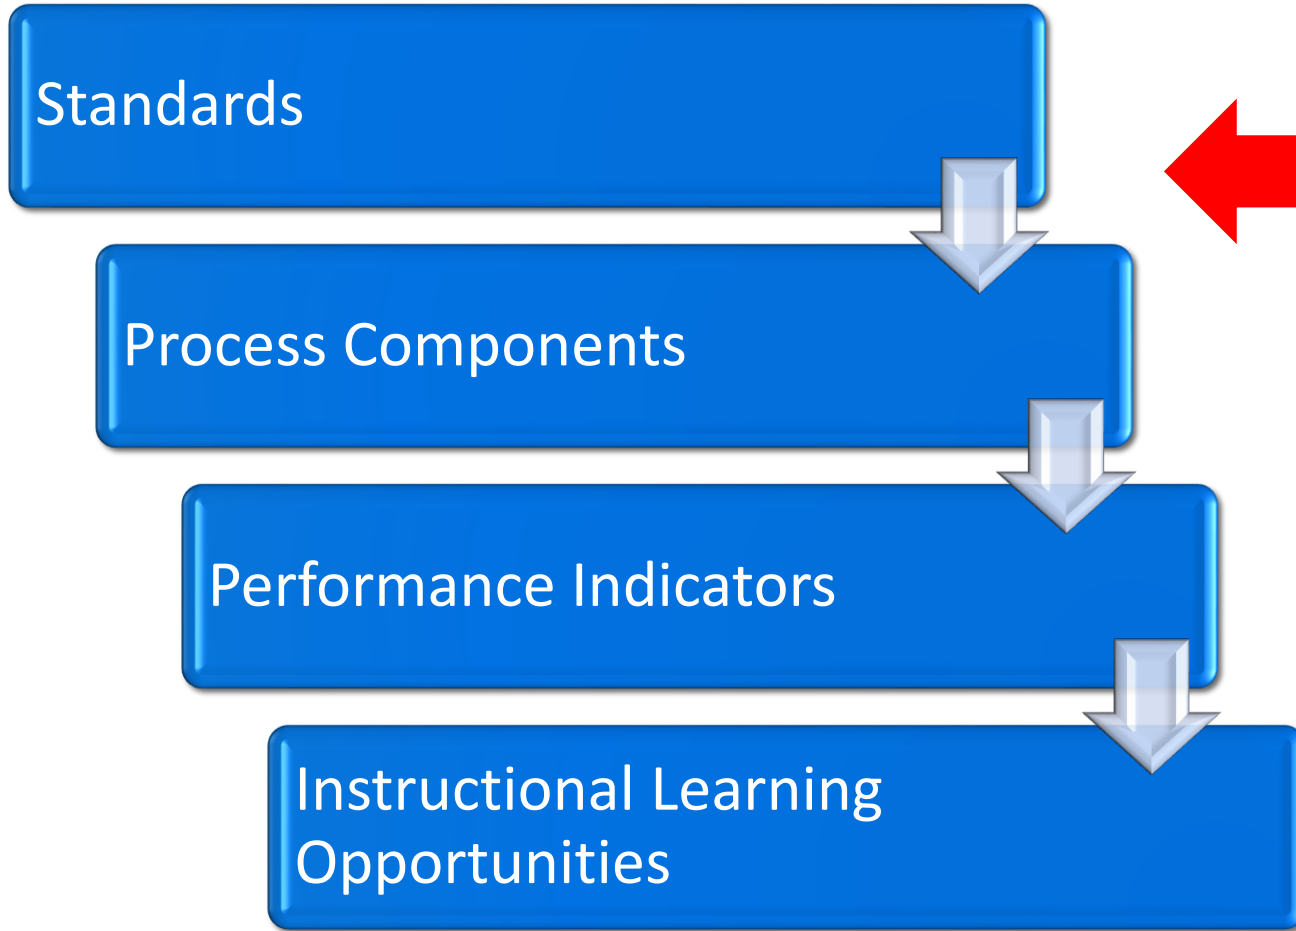 Standards
Process Components
Performance Indicators
Instructional Learning
Opportunities